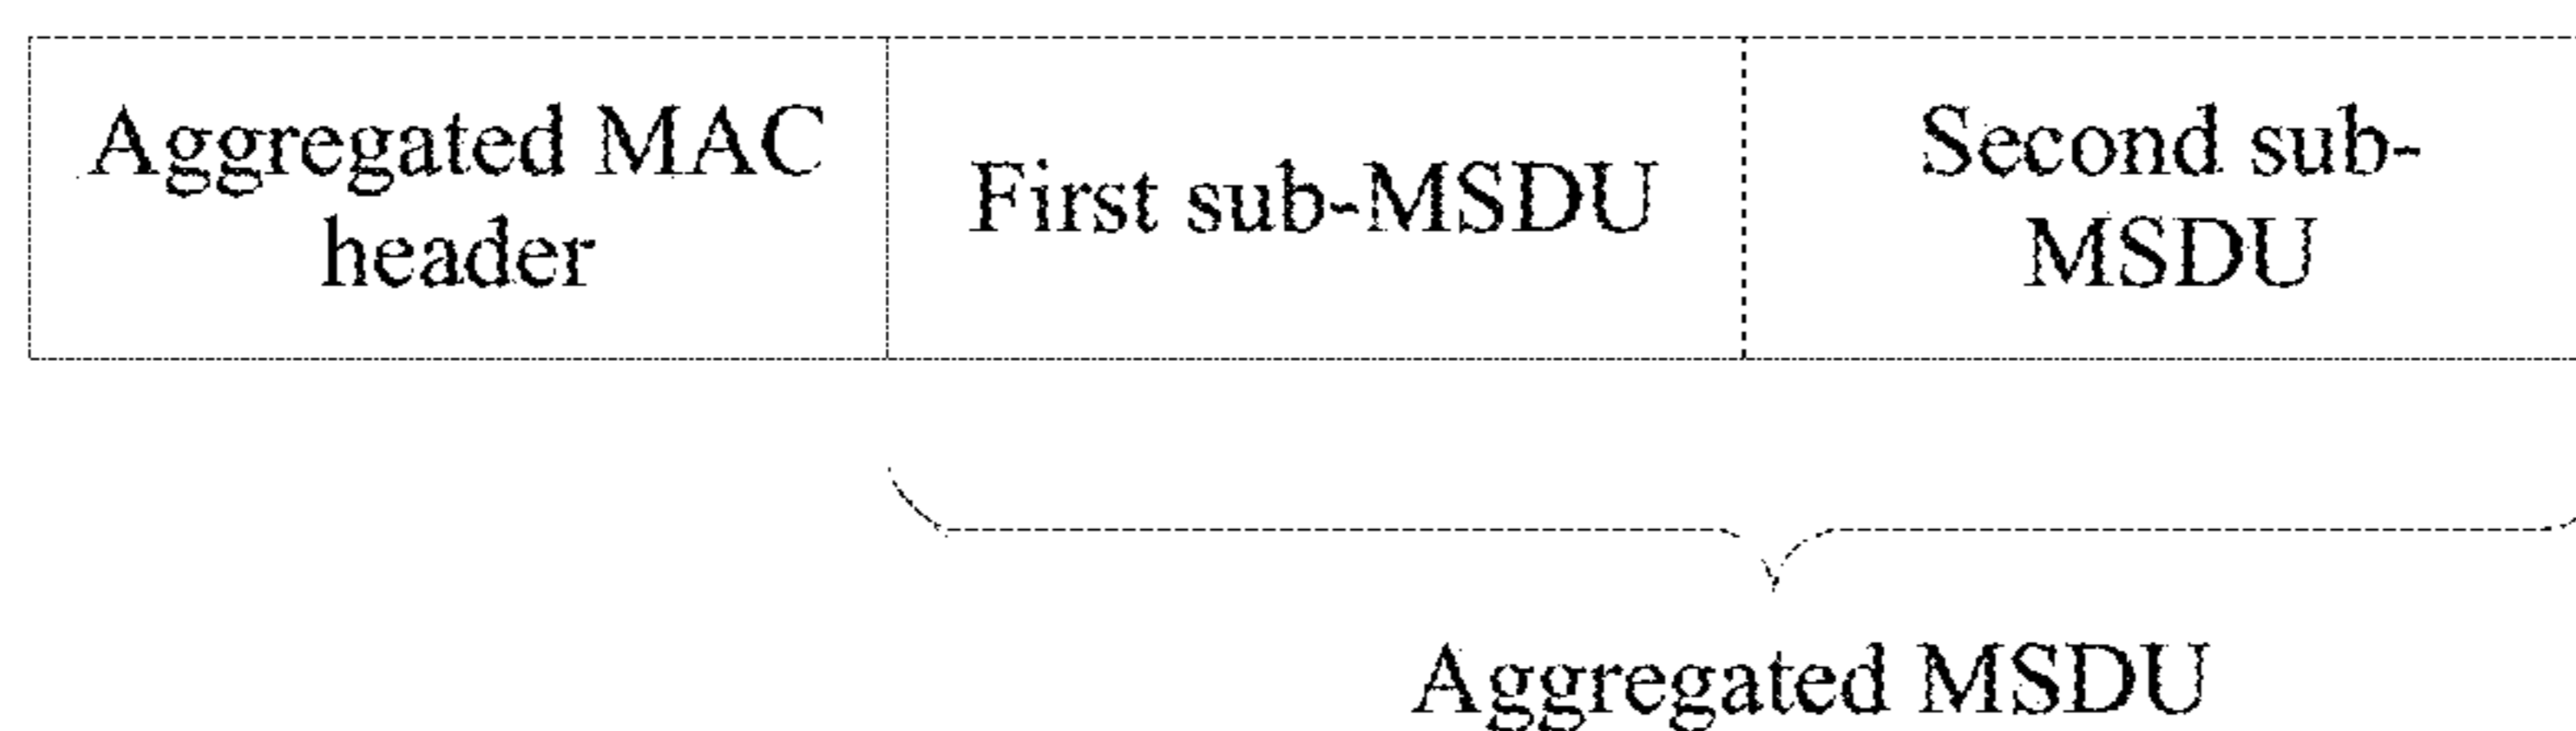 Aggregated MAC
header
First sub-MSDU
Second sub-
MSDU
Aggregated MSDU